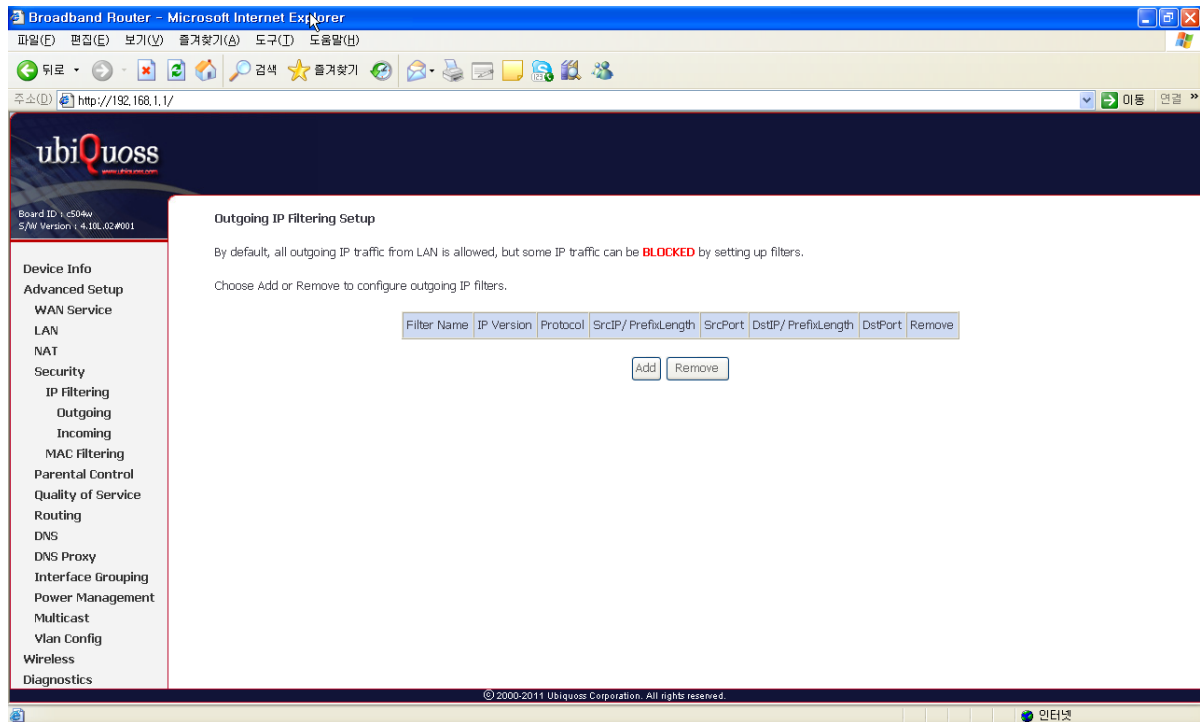 Broadband Router - Microsoft Internet Explorer
파일(F) 편집(E) 보기(V) 즐겨찾기(A) 도구(T) 도움말(H)
뒤로 검색 즐겨찾기
주소(D) http://192.168.1.1/ 이동 연결 »
ubiQuoss
www.ubiquoss.com
Board ID : c504w
S/W Version : 4.10L.02#001
Device Info
Advanced Setup
WAN Service
LAN
NAT
Security
IP Filtering
Outgoing
Incoming
MAC Filtering
Parental Control
Quality of Service
Routing
DNS
DNS Proxy
Interface Grouping
Power Management
Multicast
Vlan Config
Wireless
Diagnostics
Outgoing IP Filtering Setup
By default, all outgoing IP traffic from LAN is allowed, but some IP traffic can be BLOCKED by setting up filters.
Choose Add or Remove to configure outgoing IP filters.
Filter Name IP Version Protocol SrcIP/ PrefixLength SrcPort DstIP/ PrefixLength DstPort Remove
Add Remove
© 2000-2011 Ubiquoss Corporation. All rights reserved.
인터넷